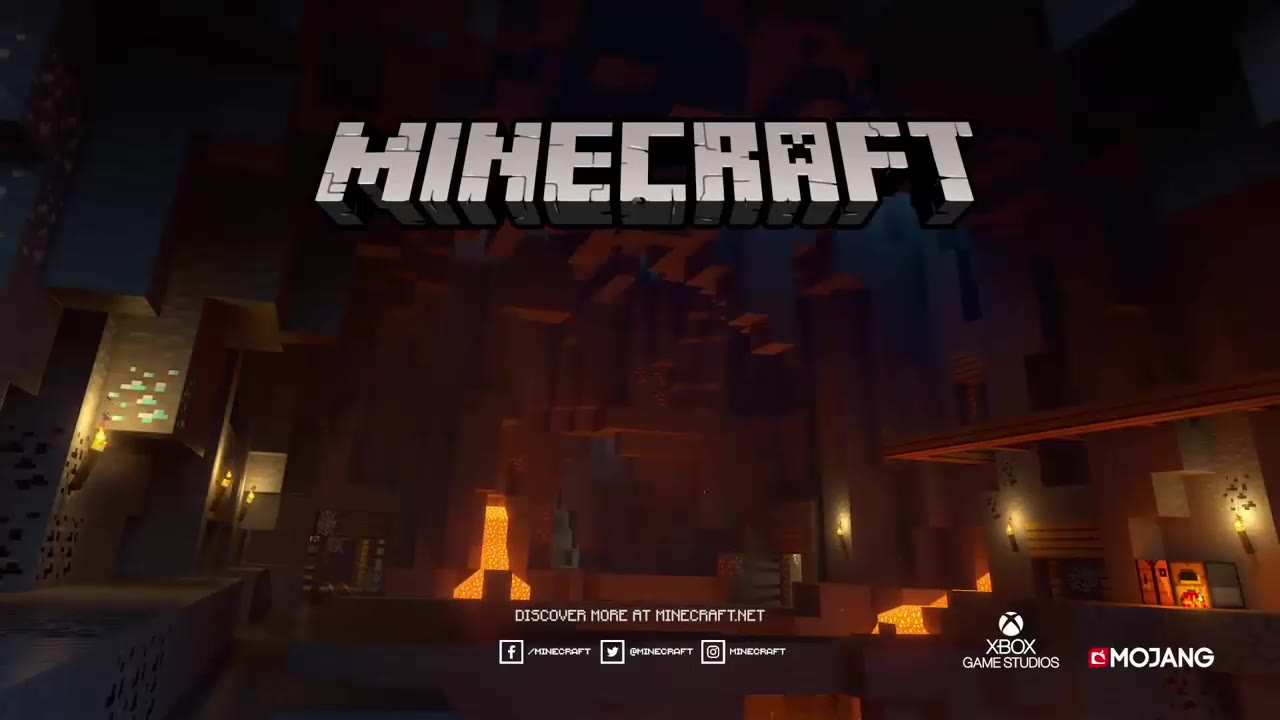 MINECRAFT
DISCOVER MORE AT MINECRAFT.NET
/MINECRAFT @MINECRAFT MINECRAFT
XBOX
GAME STUDIOS
MOJANG